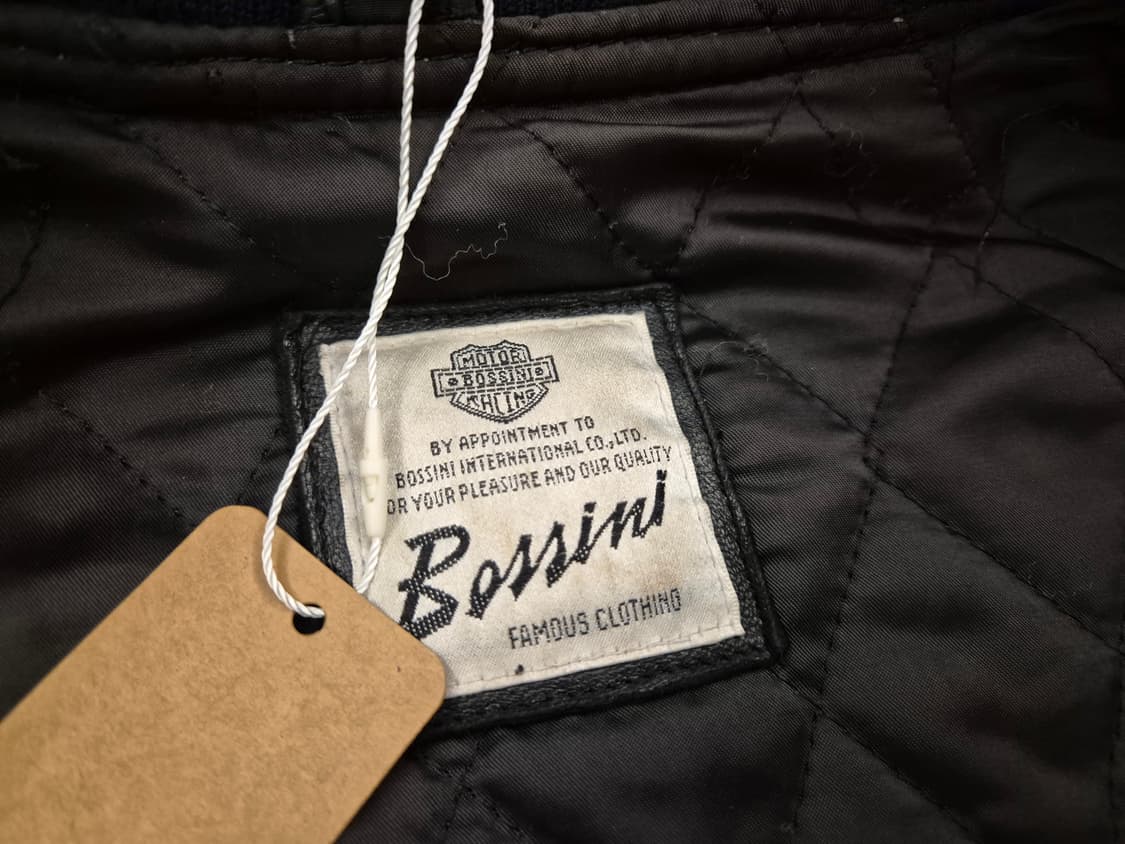 MOTOR
BOSSINI
RACING
BY APPOINTMENT TO
BOSSINI INTERNATIONAL CO.,LTD.
OR YOUR PLEASURE AND OUR QUALITY
Bossini
FAMOUS CLOTHING